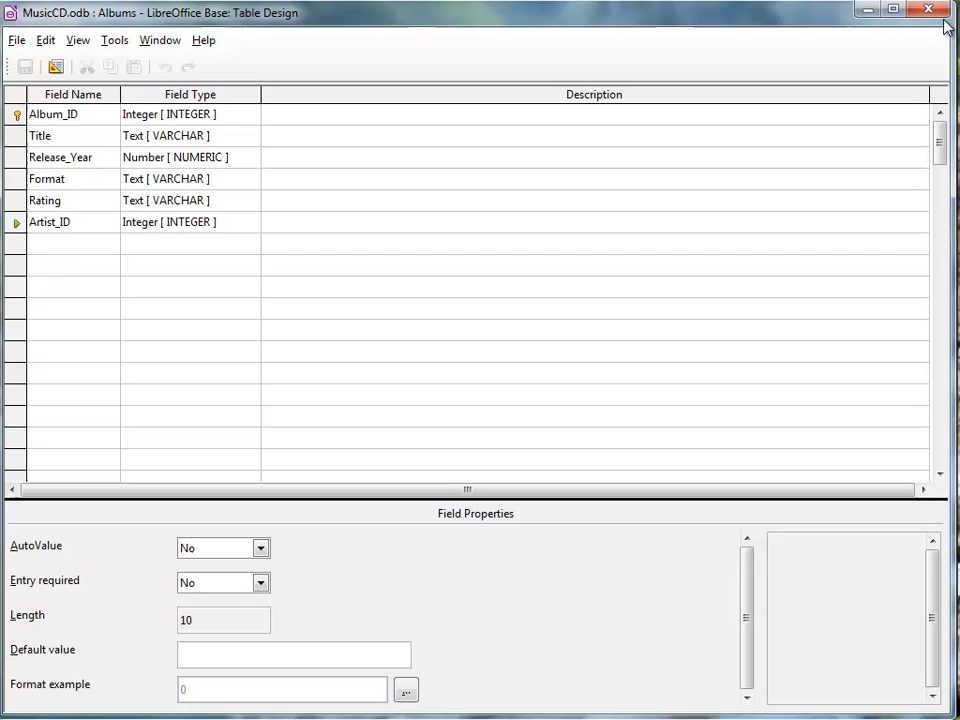 MusicCD.odb : Albums - LibreOffice Base: Table Design
File Edit View Tools Window Help
Field Name Field Type Description
Album_ID Integer [ INTEGER ]
Title Text [ VARCHAR ]
Release_Year Number [ NUMERIC ]
Format Text [ VARCHAR ]
Rating Text [ VARCHAR ]
Artist_ID Integer [ INTEGER ]
Field Properties
AutoValue No
Entry required No
Length 10
Default value
Format example 0 ...